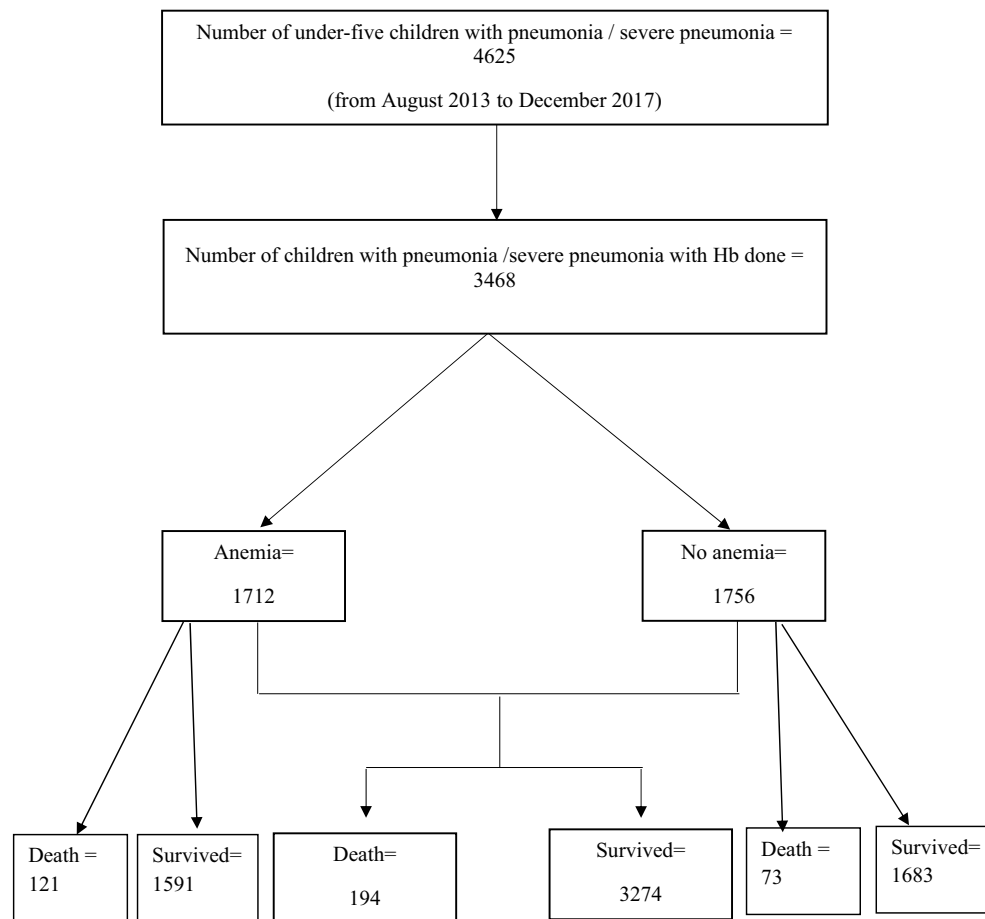 Number of under-five children with pneumonia / severe pneumonia =
4625
(from August 2013 to December 2017)
Number of children with pneumonia /severe pneumonia with Hb done =
3468
Anemia=
1712
No anemia=
1756
Death =
121
Survived=
1591
Death=
194
Survived=
3274
Death =
73
Survived=
1683